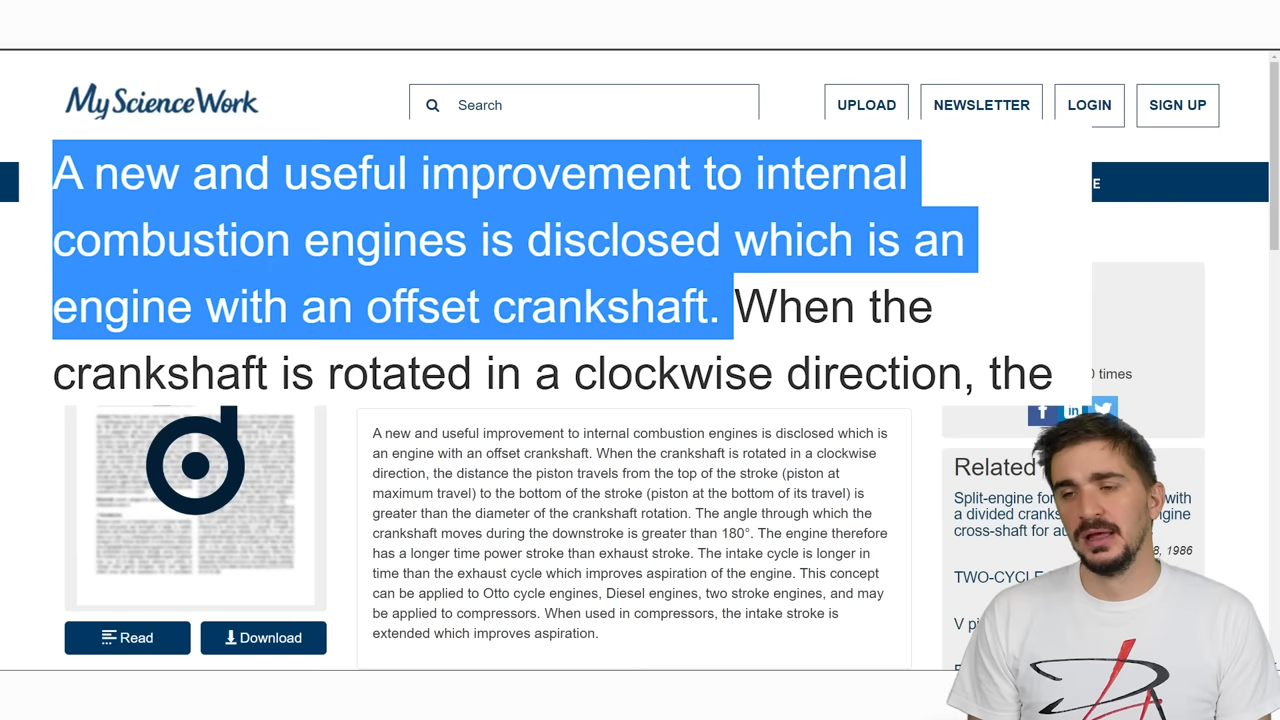 MyScienceWork
Search
UPLOAD
NEWSLETTER
LOGIN
SIGN UP
E
A new and useful improvement to internal
combustion engines is disclosed which is an
engine with an offset crankshaft. When the
crankshaft is rotated in a clockwise direction, the
times
f in
A new and useful improvement to internal combustion engines is disclosed which is
an engine with an offset crankshaft. When the crankshaft is rotated in a clockwise
direction, the distance the piston travels from the top of the stroke (piston at
maximum travel) to the bottom of the stroke (piston at the bottom of its travel) is
greater than the diameter of the crankshaft rotation. The angle through which the
crankshaft moves during the downstroke is greater than 180°. The engine therefore
has a longer time power stroke than exhaust stroke. The intake cycle is longer in
time than the exhaust cycle which improves aspiration of the engine. This concept
can be applied to Otto cycle engines, Diesel engines, two stroke engines, and may
be applied to compressors. When used in compressors, the intake stroke is
extended which improves aspiration.
Read
Download
Related
Split-engine for with
a divided cranks gine
cross-shaft for au
8, 1986
TWO-CYCLE
V pi